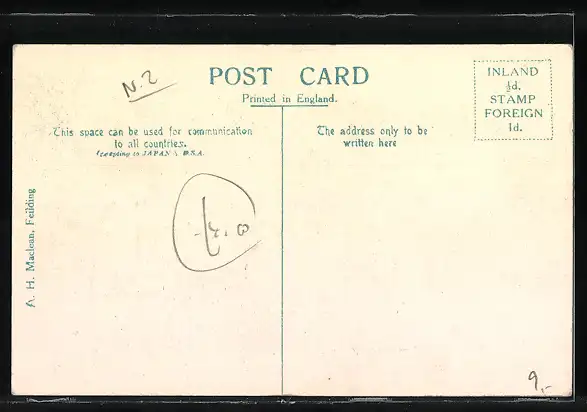 N.Z
POST CARD
Printed in England.
INLAND
½d.
STAMP
FOREIGN
1d.
This space can be used for communication
to all countries.
Excepting to JAPAN & U.S.A.
The address only to be
written here
A. H. Maclean, Feilding
9,-